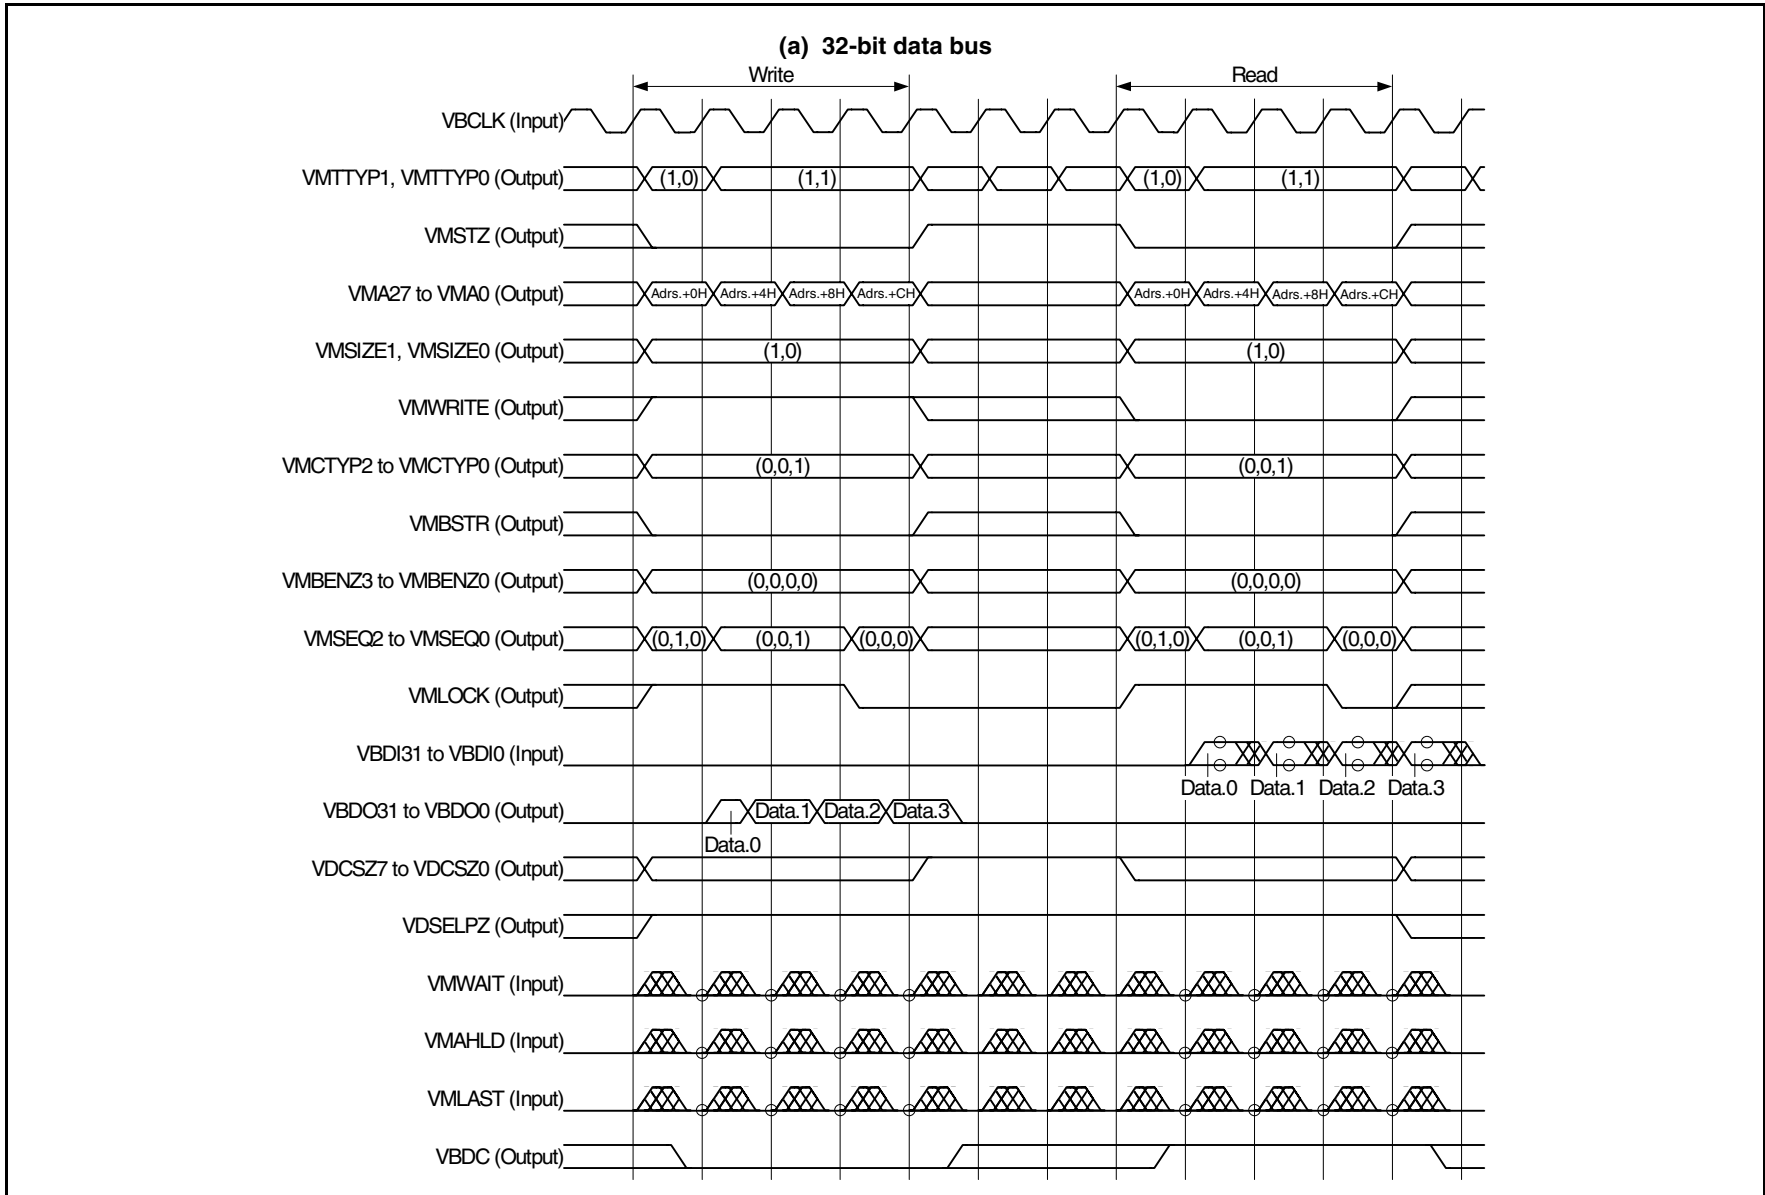 (a) 32-bit data bus
Write Read
VBCLK (Input)
VMTTYP1, VMTTYP0 (Output) (1,0) (1,1) (1,0) (1,1)
VMSTZ (Output)
VMA27 to VMA0 (Output) Adrs.+0H Adrs.+4H Adrs.+8H Adrs.+CH Adrs.+0H Adrs.+4H Adrs.+8H Adrs.+CH
VMSIZE1, VMSIZE0 (Output) (1,0) (1,0)
VMWRITE (Output)
VMCTYP2 to VMCTYP0 (Output) (0,0,1) (0,0,1)
VMBSTR (Output)
VMBENZ3 to VMBENZ0 (Output) (0,0,0,0) (0,0,0,0)
VMSEQ2 to VMSEQ0 (Output) (0,1,0) (0,0,1) (0,0,0) (0,1,0) (0,0,1) (0,0,0)
VMLOCK (Output)
VBDI31 to VBDI0 (Input)
Data.0 Data.1 Data.2 Data.3
VBDO31 to VBDO0 (Output) Data.1 Data.2 Data.3
Data.0
VDCSZ7 to VDCSZ0 (Output)
VDSELPZ (Output)
VMWAIT (Input)
VMAHLD (Input)
VMLAST (Input)
VBDC (Output)